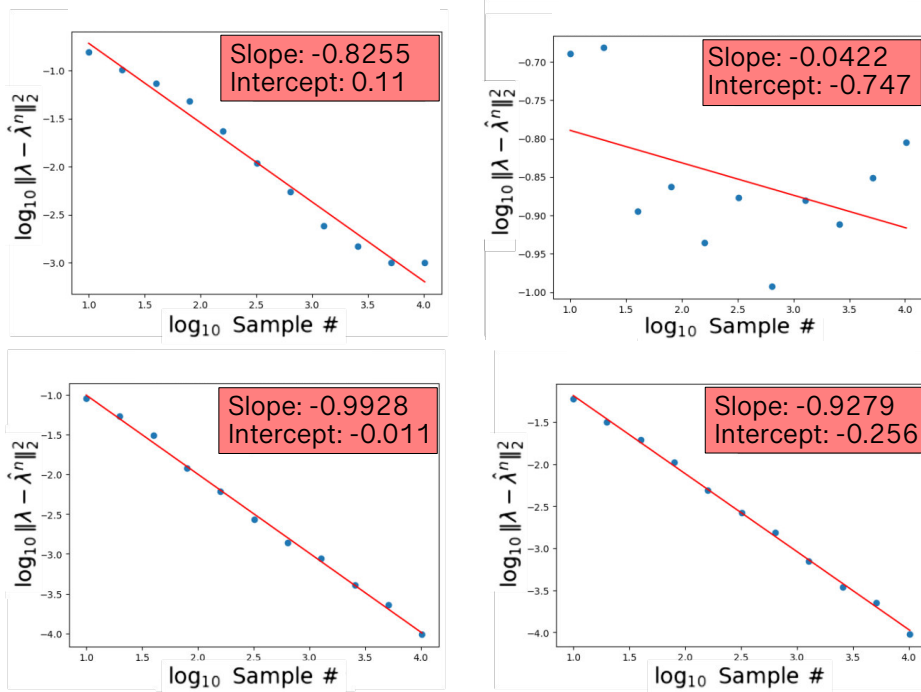 Slope: -0.8255
Intercept: 0.11
log₁₀ ‖λ − λ̂ⁿ‖₂²
-1.0
-1.5
-2.0
-2.5
-3.0
1.0 1.5 2.0 2.5 3.0 3.5 4.0
log₁₀ Sample #
Slope: -0.0422
Intercept: -0.747
log₁₀ ‖λ − λ̂ⁿ‖₂²
-0.70
-0.75
-0.80
-0.85
-0.90
-0.95
-1.00
1.0 1.5 2.0 2.5 3.0 3.5 4.0
log₁₀ Sample #
Slope: -0.9928
Intercept: -0.011
log₁₀ ‖λ − λ̂ⁿ‖₂²
-1.0
-1.5
-2.0
-2.5
-3.0
-3.5
-4.0
1.0 1.5 2.0 2.5 3.0 3.5 4.0
log₁₀ Sample #
Slope: -0.9279
Intercept: -0.256
log₁₀ ‖λ − λ̂ⁿ‖₂²
-1.5
-2.0
-2.5
-3.0
-3.5
-4.0
1.0 1.5 2.0 2.5 3.0 3.5 4.0
log₁₀ Sample #